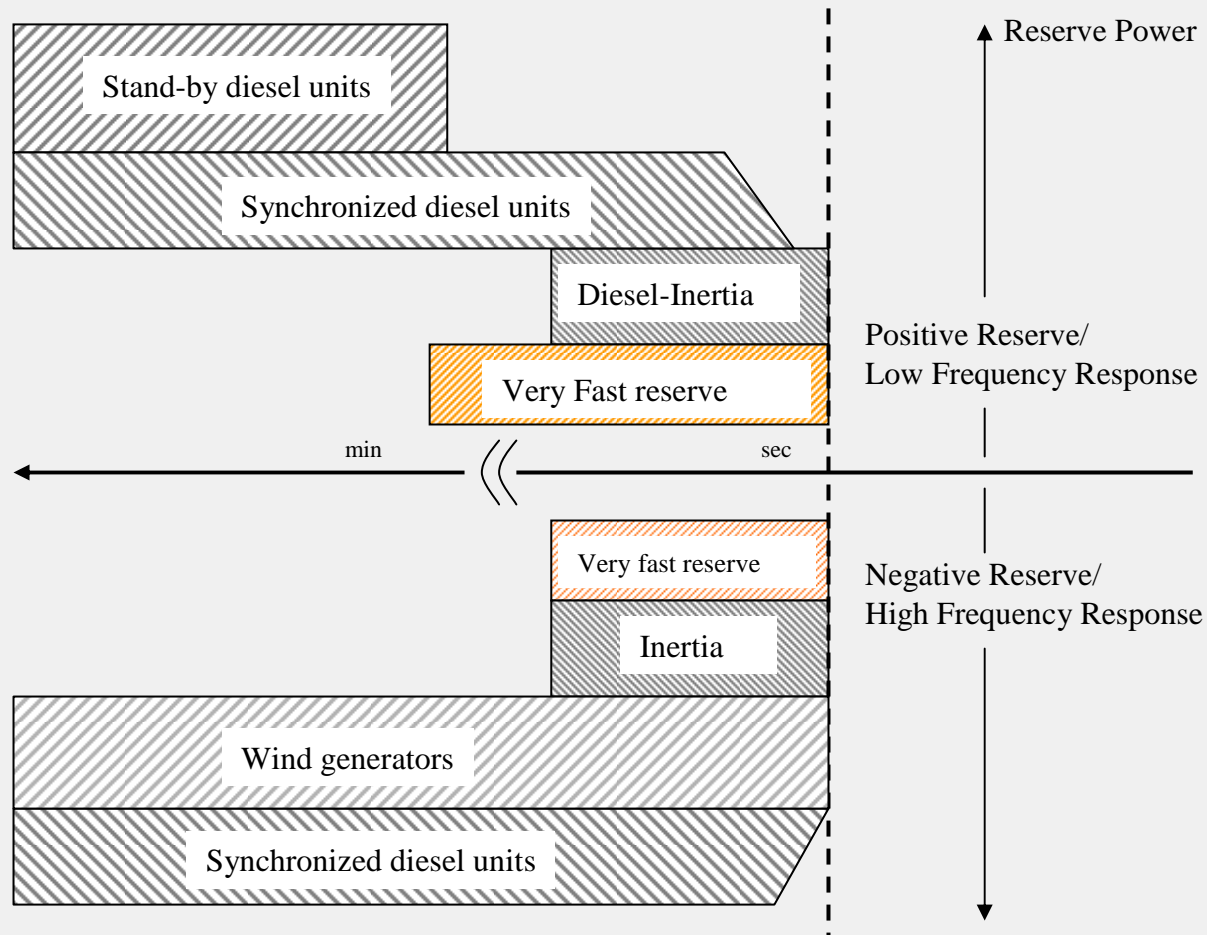 Reserve Power
Stand-by diesel units
Synchronized diesel units
Diesel-Inertia
Positive Reserve/
Low Frequency Response
Very Fast reserve
min
sec
Very fast reserve
Negative Reserve/
High Frequency Response
Inertia
Wind generators
Synchronized diesel units